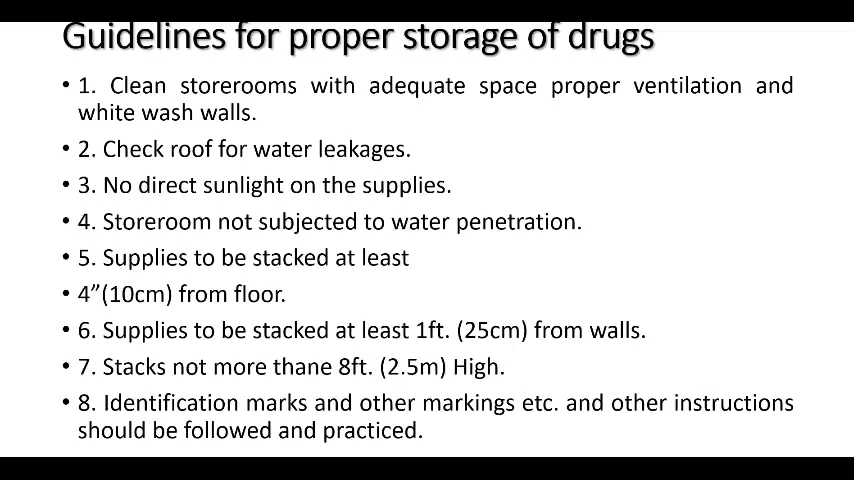 Guidelines for proper storage of drugs
• 1. Clean storerooms with adequate space proper ventilation and
white wash walls.
• 2. Check roof for water leakages.
• 3. No direct sunlight on the supplies.
• 4. Storeroom not subjected to water penetration.
• 5. Supplies to be stacked at least
• 4”(10cm) from floor.
• 6. Supplies to be stacked at least 1ft. (25cm) from walls.
• 7. Stacks not more thane 8ft. (2.5m) High.
• 8. Identification marks and other markings etc. and other instructions
should be followed and practiced.